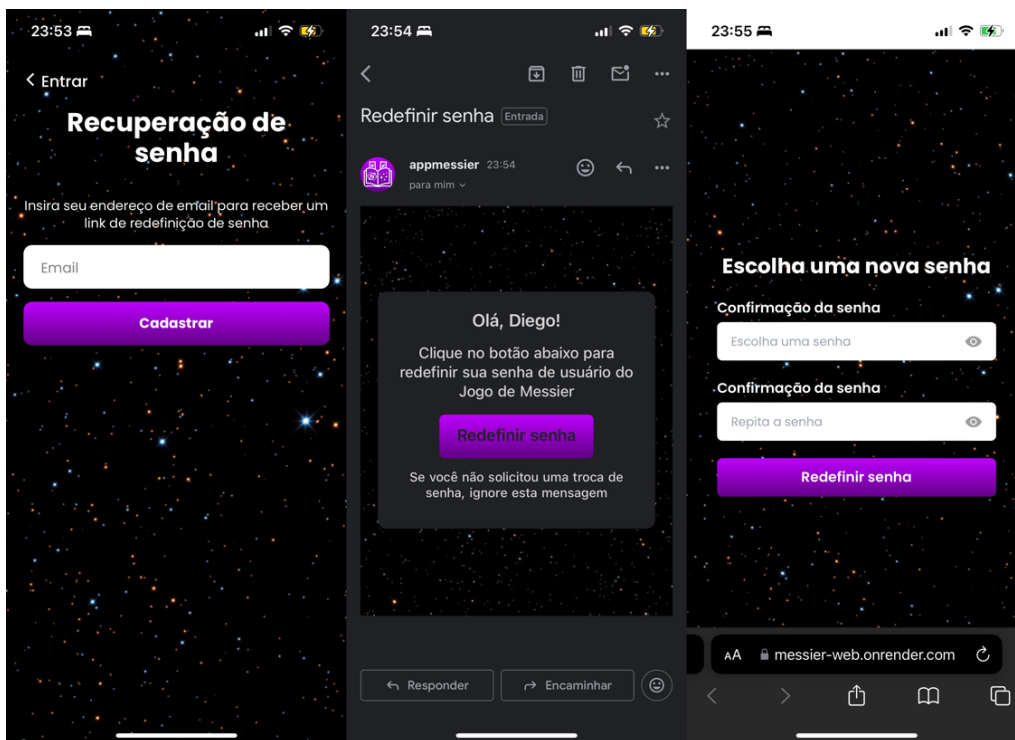 23:53
Entrar
Recuperação de
senha
Insira seu endereço de email para receber um
link de redefinição de senha
Email
Cadastrar
23:54
Redefinir senha Entrada
appmessier 23:54
para mim
Olá, Diego!
Clique no botão abaixo para
redefinir sua senha de usuário do
Jogo de Messier
Redefinir senha
Se você não solicitou uma troca de
senha, ignore esta mensagem
Responder
Encaminhar
23:55
Escolha uma nova senha
Confirmação da senha
Escolha uma senha
Confirmação da senha
Repita a senha
Redefinir senha
AA messier-web.onrender.com